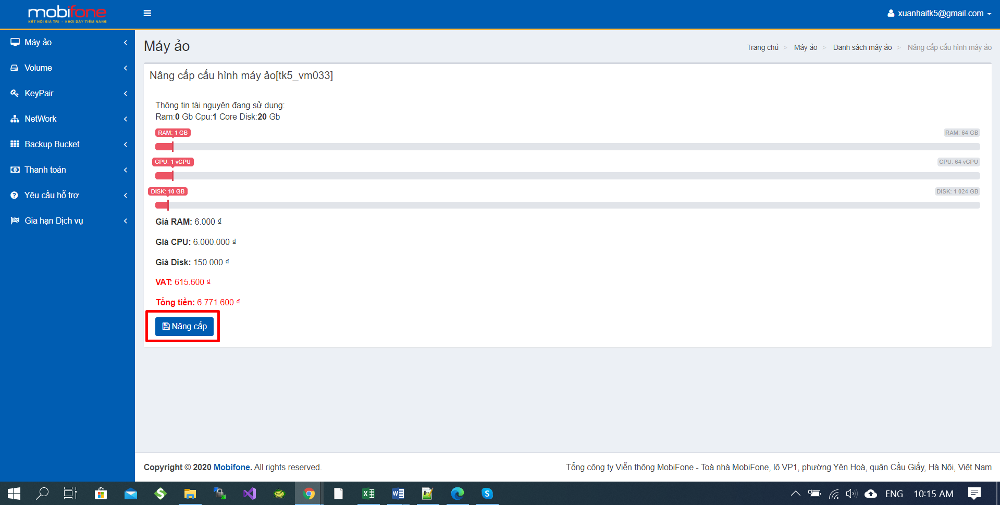 mobifone
KẾT NỐI GIÁ TRỊ - KHƠI DẬY TIỀM NĂNG
xuanhaitk5@gmail.com
Máy ảo
Volume
KeyPair
NetWork
Backup Bucket
Thanh toán
Yêu cầu hỗ trợ
Gia hạn Dịch vụ
Máy ảo
Trang chủ > Máy ảo > Danh sách máy ảo > Nâng cấp cấu hình máy ảo
Nâng cấp cấu hình máy ảo[tk5_vm033]
Thông tin tài nguyên đang sử dụng:
Ram:0 Gb Cpu:1 Core Disk:20 Gb
RAM: 1 GB
RAM: 64 GB
CPU: 1 vCPU
CPU: 64 vCPU
DISK: 10 GB
DISK: 1 024 GB
Giá RAM: 6.000 ₫
Giá CPU: 6.000.000 ₫
Giá Disk: 150.000 ₫
VAT: 615.600 ₫
Tổng tiền: 6.771.600 ₫
Nâng cấp
Copyright © 2020 Mobifone. All rights reserved.
Tổng công ty Viễn thông MobiFone - Toà nhà MobiFone, lô VP1, phường Yên Hoà, quận Cầu Giấy, Hà Nội, Việt Nam
ENG
10:15 AM